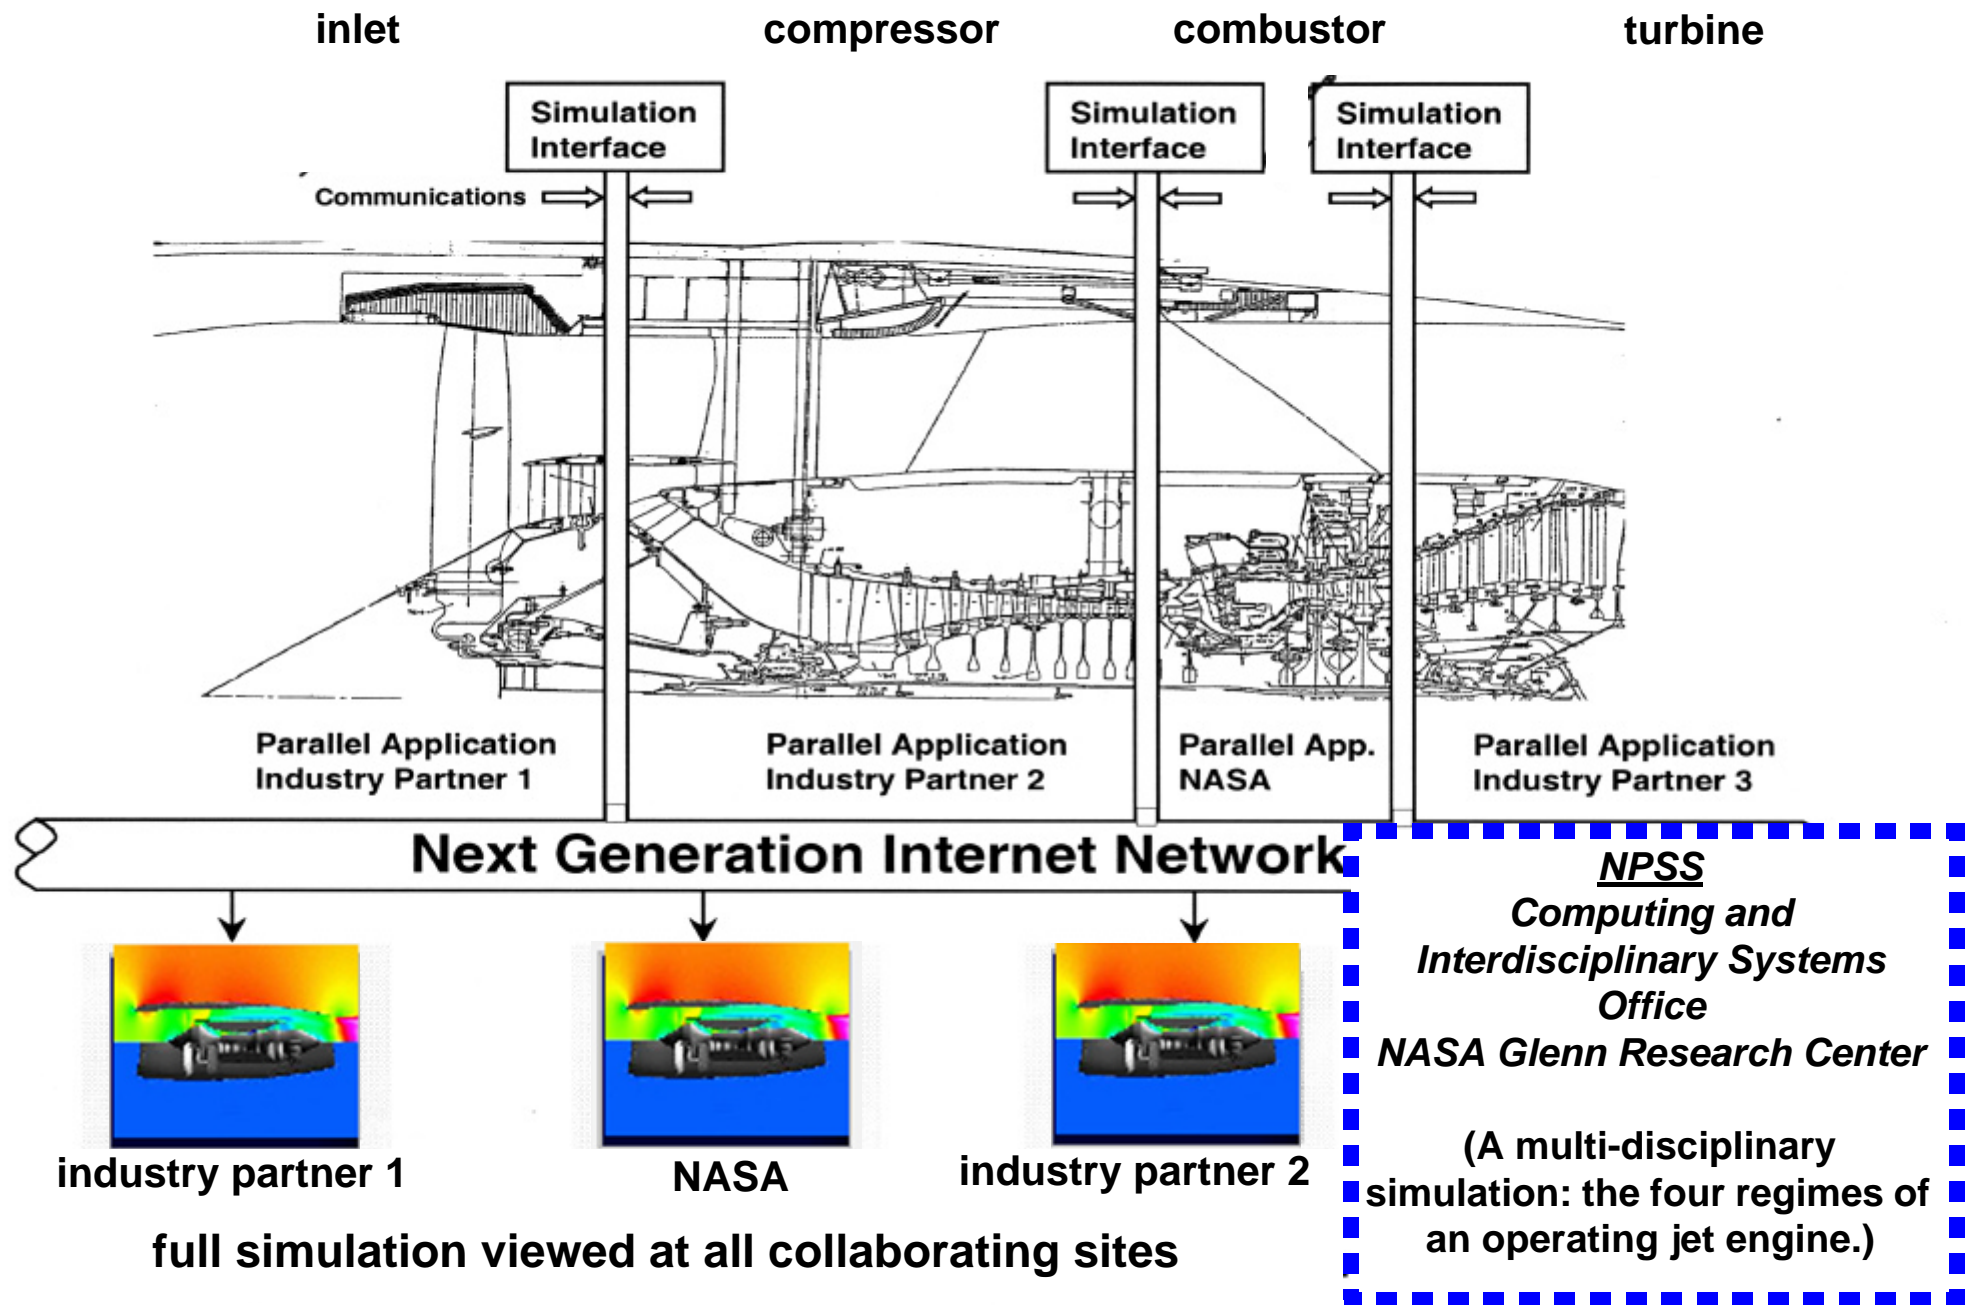 inlet compressor combustor turbine
Simulation
Interface
Simulation
Interface
Simulation
Interface
Communications
Parallel Application
Industry Partner 1
Parallel Application
Industry Partner 2
Parallel App.
NASA
Parallel Application
Industry Partner 3
Next Generation Internet Network
industry partner 1
NASA
industry partner 2
full simulation viewed at all collaborating sites
NPSS
Computing and
Interdisciplinary Systems
Office
NASA Glenn Research Center
(A multi-disciplinary
simulation: the four regimes of
an operating jet engine.)